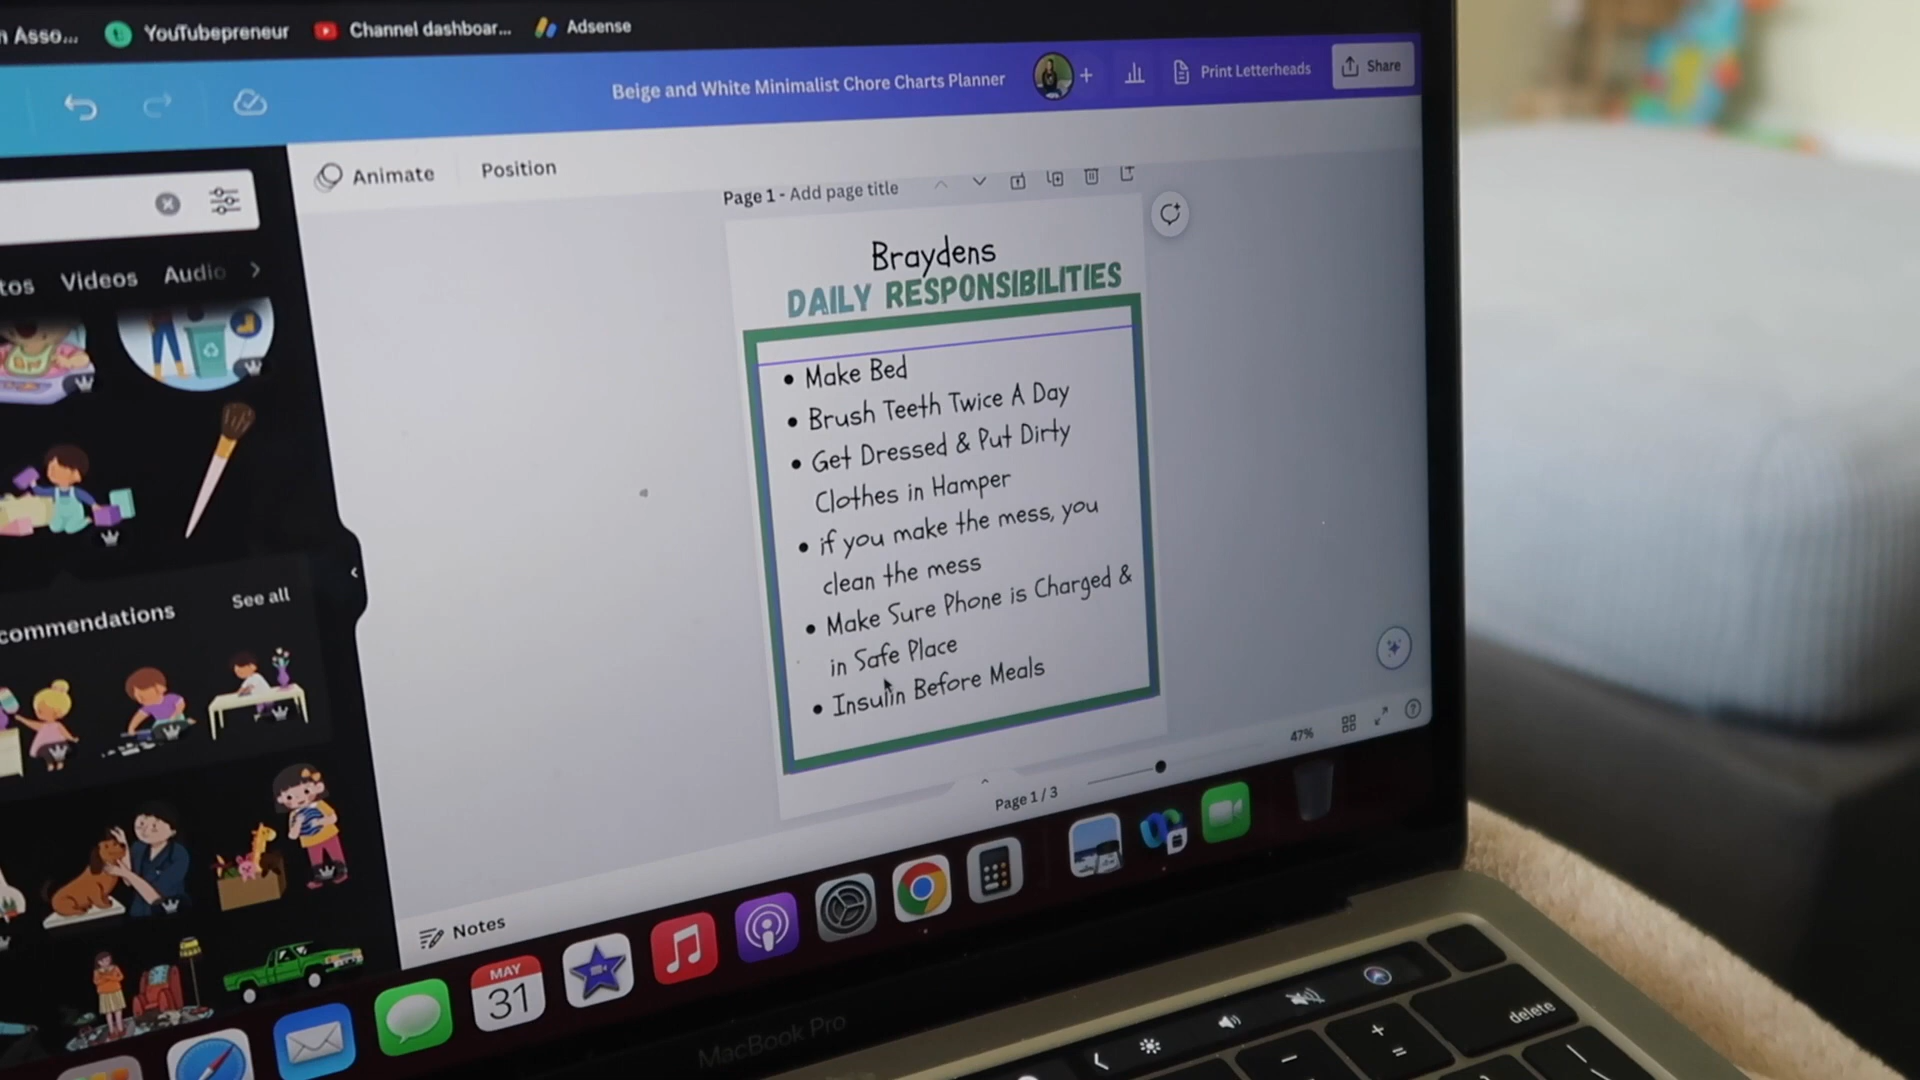 Asso...
YouTubepreneur
Channel dashboar...
Adsense
Beige and White Minimalist Chore Charts Planner
Print Letterheads
Share
Animate
Position
Page 1 - Add page title
Videos
Audio
Braydens
DAILY RESPONSIBILITIES
• Make Bed
• Brush Teeth Twice A Day
• Get Dressed & Put Dirty
Clothes in Hamper
• if you make the mess, you
clean the mess
• Make Sure Phone is Charged &
in Safe Place
• Insulin Before Meals
commendations
See all
47%
Page 1 / 3
Notes
MAY
31
MacBook Pro
delete
+
=